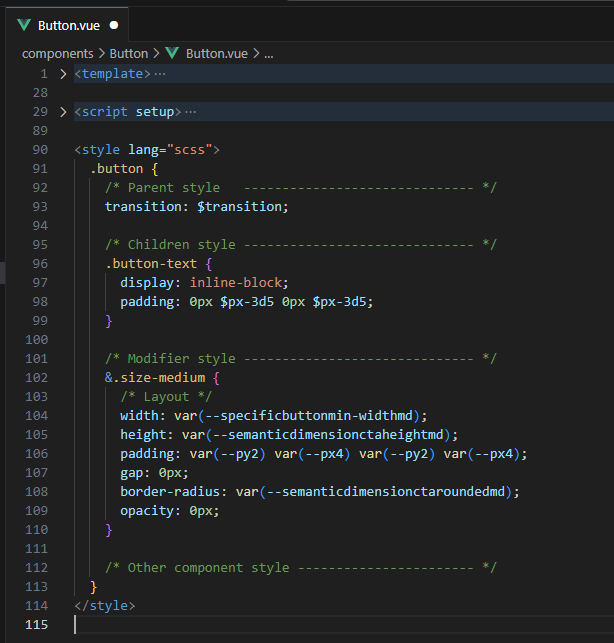 Button.vue
components > Button > Button.vue > ...
1 > <template> ...
28
29 > <script setup> ...
89
90 <style lang="scss">
91 .button {
92 /* Parent style ------------------------------ */
93 transition: $transition;
94
95 /* Children style ------------------------------ */
96 .button-text {
97 display: inline-block;
98 padding: 0px $px-3d5 0px $px-3d5;
99 }
100
101 /* Modifier style ------------------------------ */
102 &.size-medium {
103 /* Layout */
104 width: var(--specificbuttonmin-widthmd);
105 height: var(--semanticdimensionctaheightmd);
106 padding: var(--py2) var(--px4) var(--py2) var(--px4);
107 gap: 0px;
108 border-radius: var(--semanticdimensionctaroundedmd);
109 opacity: 0px;
110 }
111
112 /* Other component style ----------------------- */
113 }
114 </style>
115